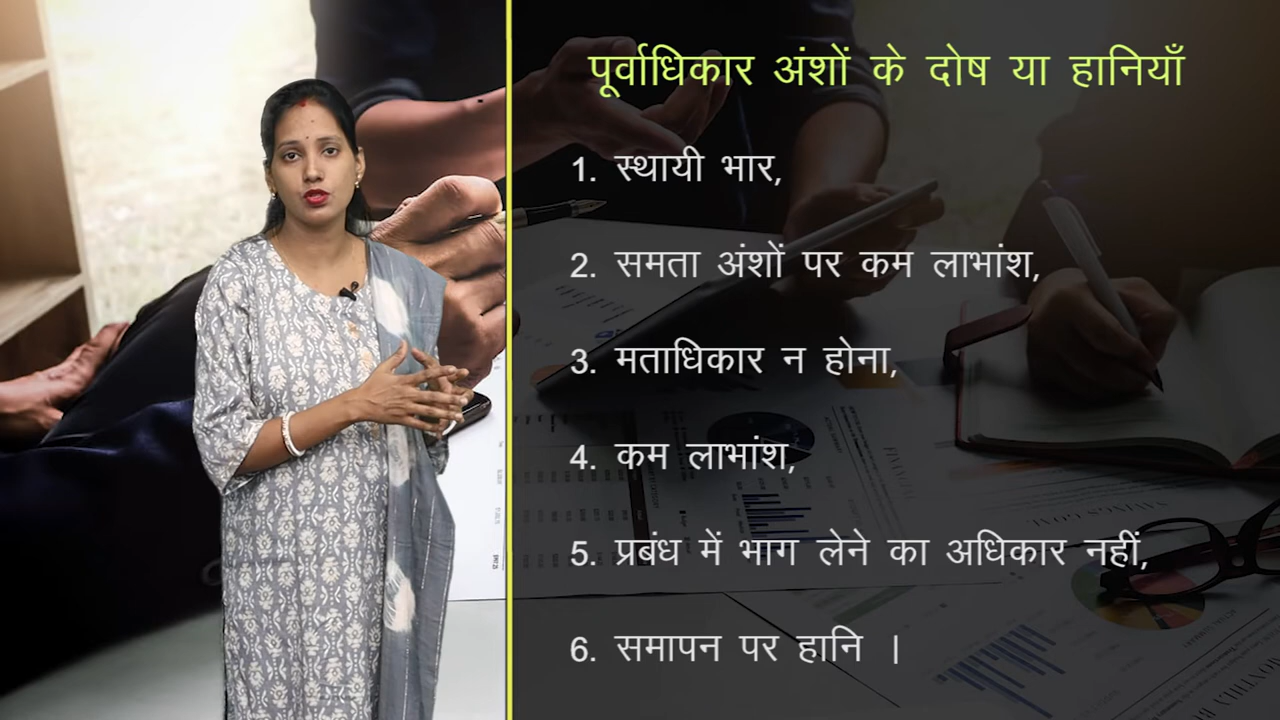 पूर्वाधिकार अंशों के दोष या हानियाँ
1. स्थायी भार,
2. समता अंशों पर कम लाभांश,
3. मताधिकार न होना,
4. कम लाभांश,
5. प्रबंध में भाग लेने का अधिकार नहीं,
6. समापन पर हानि ।